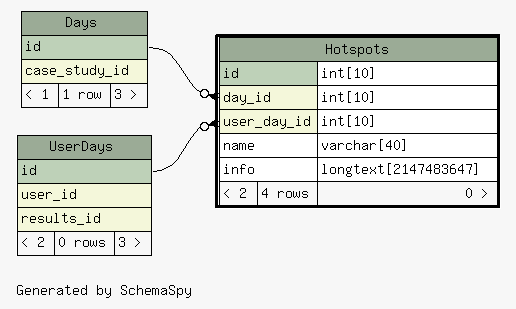 Days
id
case_study_id
< 1 1 row 3 >
Hotspots
id int[10]
day_id int[10]
user_day_id int[10]
name varchar[40]
info longtext[2147483647]
< 2 4 rows 0 >
UserDays
id
user_id
results_id
< 2 0 rows 3 >
Generated by SchemaSpy